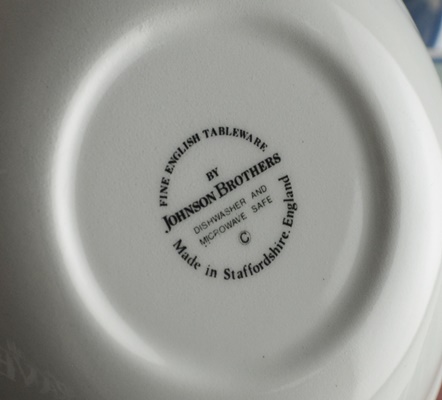 FINE ENGLISH TABLEWARE
BY
JOHNSON BROTHERS
DISHWASHER AND
MICROWAVE SAFE
©
Made in Staffordshire. England